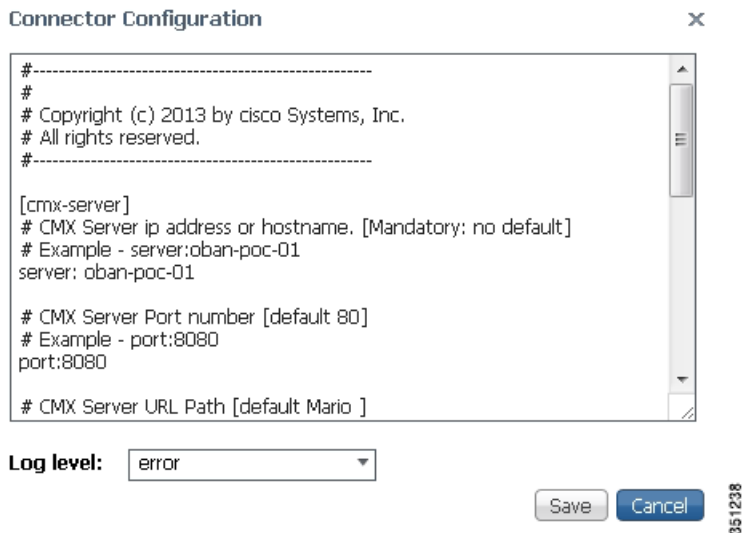 Connector Configuration
#-----------------------------------------------------
#
# Copyright (c) 2013 by cisco Systems, Inc.
# All rights reserved.
#-----------------------------------------------------
[cmx-server]
# CMX Server ip address or hostname. [Mandatory: no default]
# Example - server:oban-poc-01
server: oban-poc-01
# CMX Server Port number [default 80]
# Example - port:8080
port:8080
# CMX Server URL Path [default Mario ]
Log level: error
Save Cancel
351238